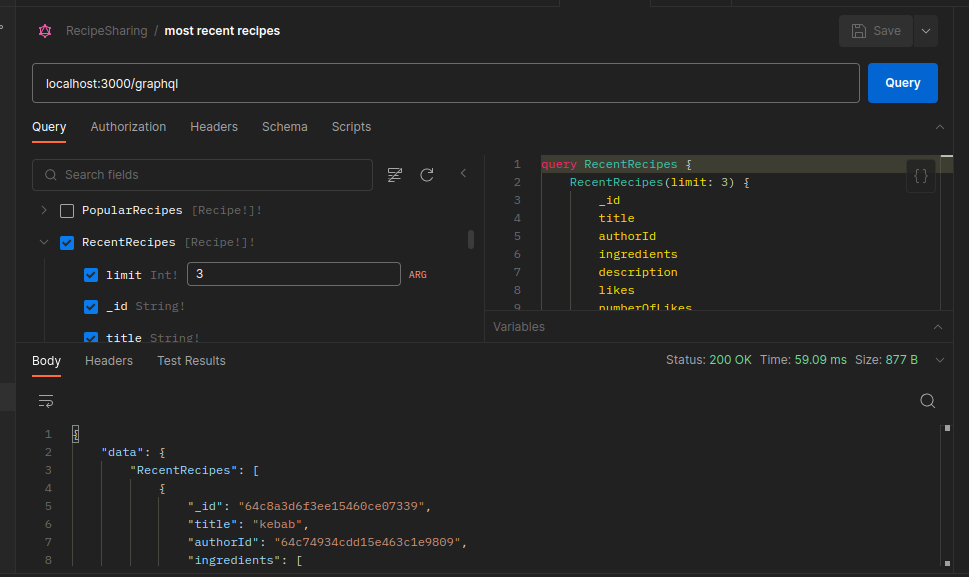 RecipeSharing / most recent recipes
Save
localhost:3000/graphql
Query
Query Authorization Headers Schema Scripts
Search fields
PopularRecipes [Recipe!]!
RecentRecipes [Recipe!]!
limit Int! 3 ARG
_id String!
title String!
1 query RecentRecipes {
2 RecentRecipes(limit: 3) {
3 _id
4 title
5 authorId
6 ingredients
7 description
8 likes
9 numberOfLikes
{}
Variables
Body Headers Test Results
Status: 200 OK Time: 59.09 ms Size: 877 B
1 {
2 "data": {
3 "RecentRecipes": [
4 {
5 "_id": "64c8a3d6f3ee15460ce07339",
6 "title": "kebab",
7 "authorId": "64c74934cdd15e463c1e9809",
8 "ingredients": [